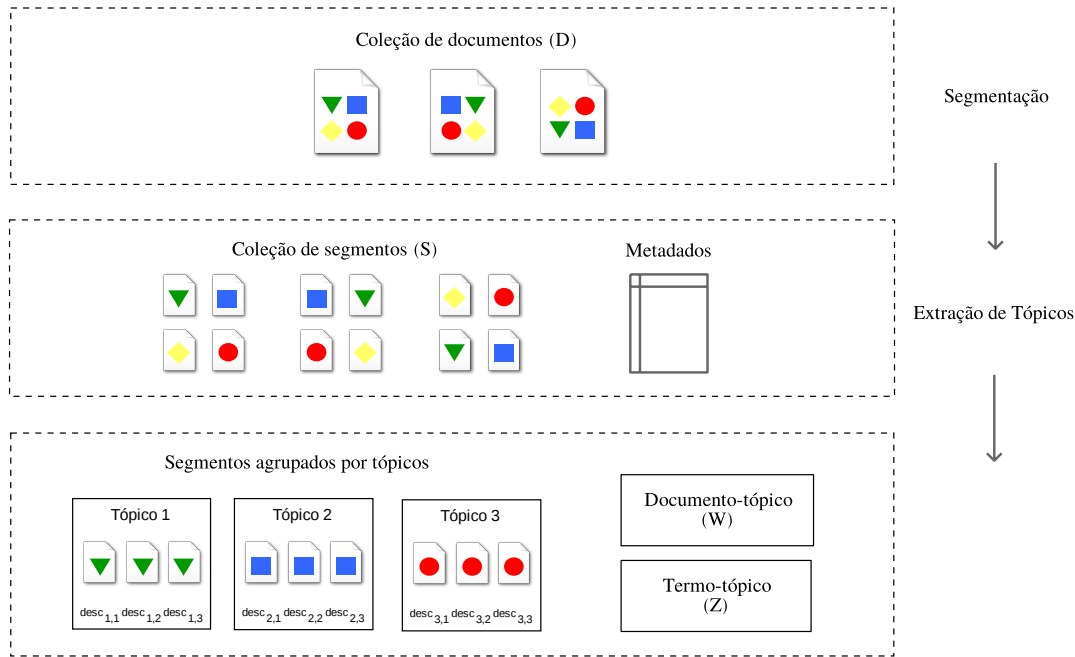 Coleção de documentos (D)
Segmentação
Coleção de segmentos (S)
Metadados
Extração de Tópicos
Segmentos agrupados por tópicos
Tópico 1
desc1,1 desc1,2 desc1,3
Tópico 2
desc2,1 desc2,2 desc2,3
Tópico 3
desc3,1 desc3,2 desc3,3
Documento-tópico
(W)
Termo-tópico
(Z)